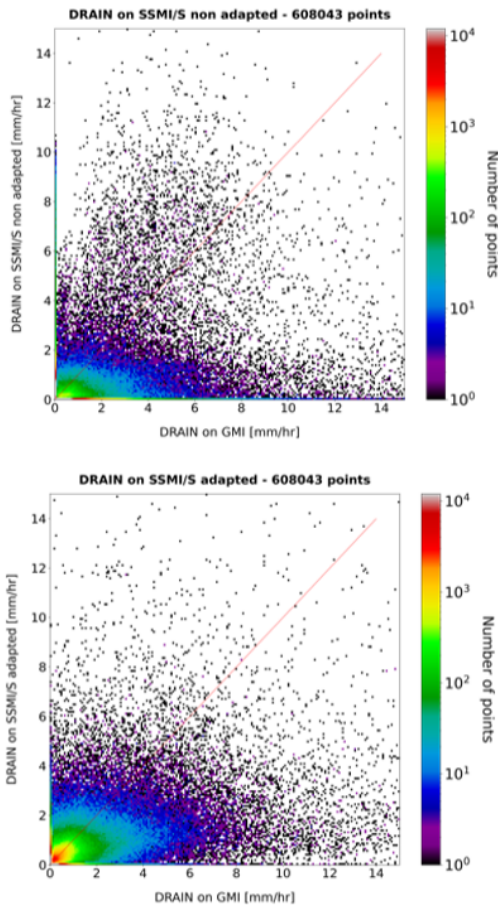 DRAIN on SSMI/S non adapted - 608043 points
14
12
10
8
6
4
2
0
0 2 4 6 8 10 12 14
DRAIN on SSMI/S non adapted [mm/hr]
DRAIN on GMI [mm/hr]
10⁴
10³
10²
10¹
10⁰
Number of points
DRAIN on SSMI/S adapted - 608043 points
14
12
10
8
6
4
2
0
0 2 4 6 8 10 12 14
DRAIN on SSMI/S adapted [mm/hr]
DRAIN on GMI [mm/hr]
10⁴
10³
10²
10¹
10⁰
Number of points